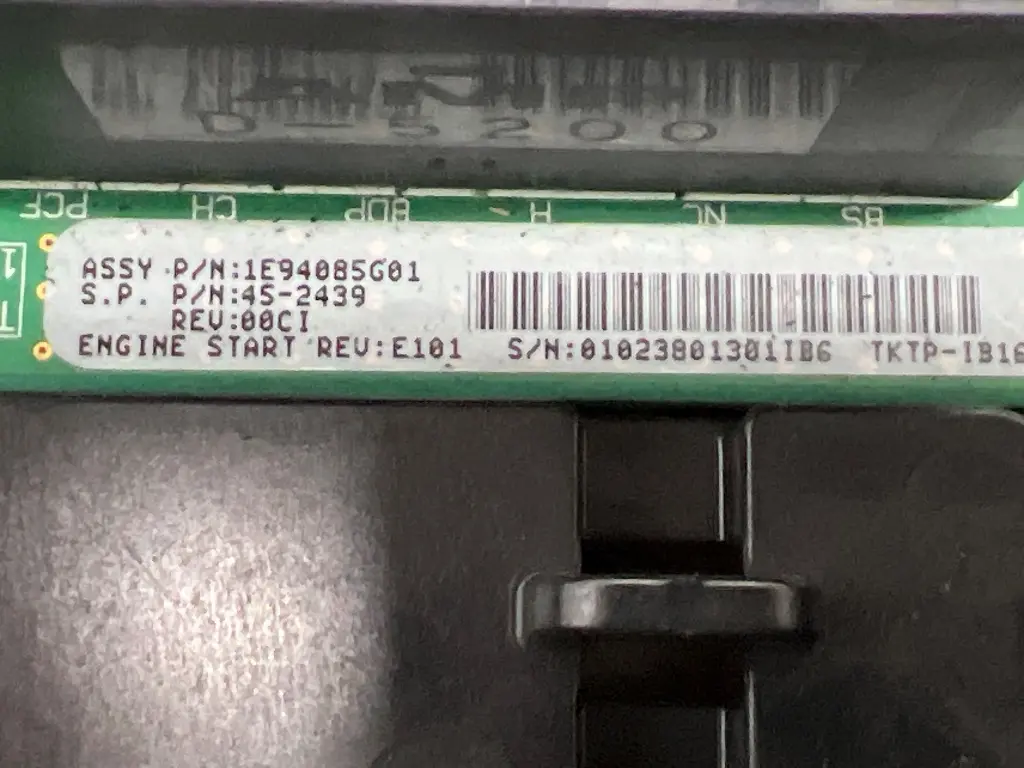 D-5200
PCF CH BDP H NC BS
ASSY P/N:1E94085G01
S.P. P/N:45-2439
REV:00CI
ENGINE START REV:E101 S/N:01023801301IB6 TKTP-IB16